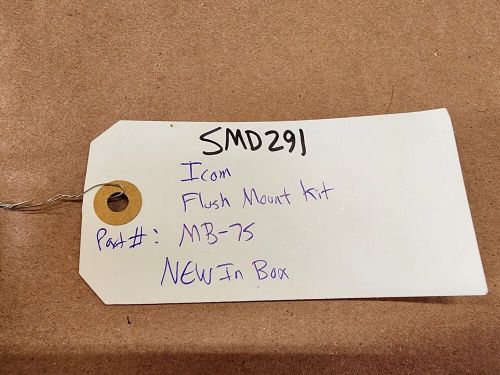 SMD291
Icom
Flush Mount Kit
Part#: MB-75
NEW In Box